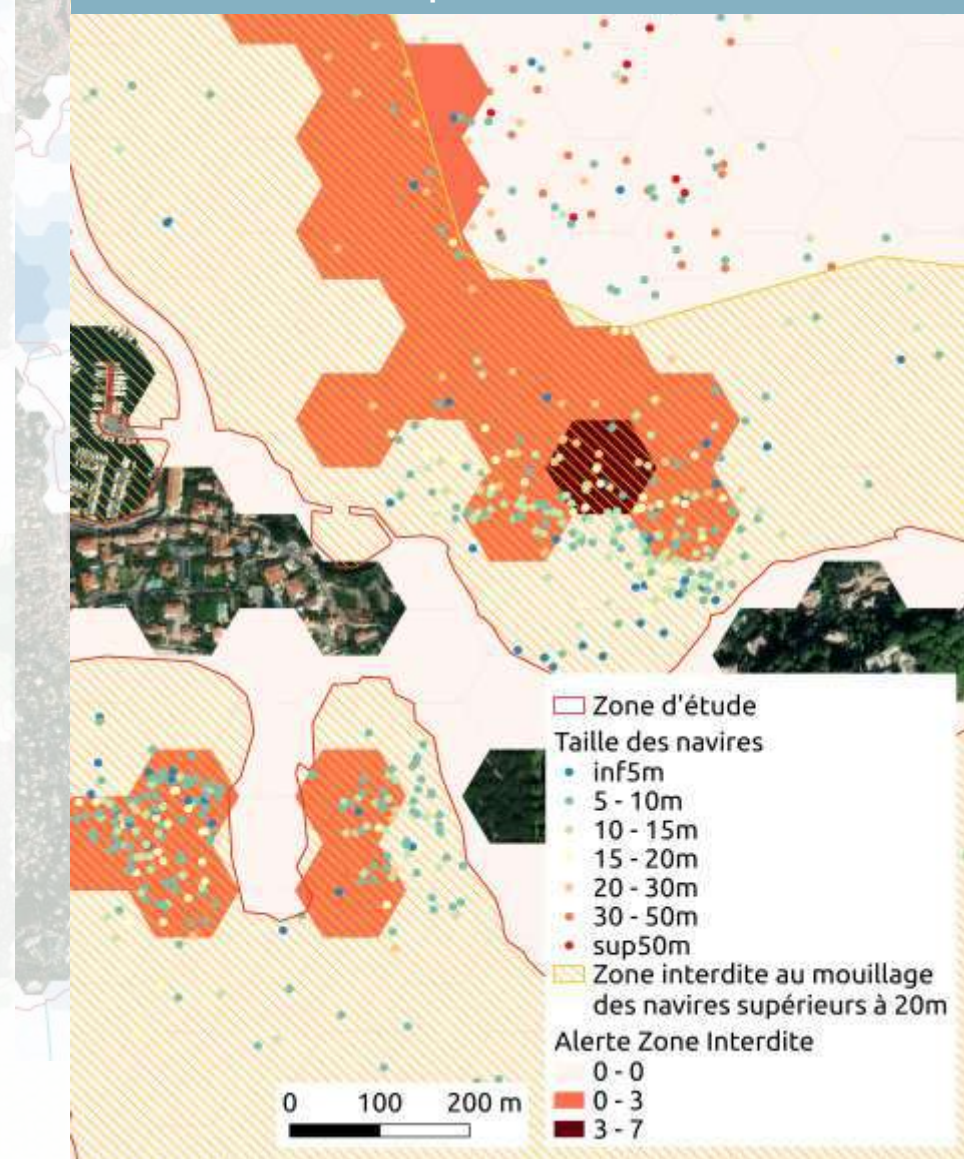 Zone d'étude
Taille des navires
inf5m
5 - 10m
10 - 15m
15 - 20m
20 - 30m
30 - 50m
sup50m
Zone interdite au mouillage
des navires supérieurs à 20m
Alerte Zone Interdite
0 - 0
0 - 3
3 - 7
0 100 200 m